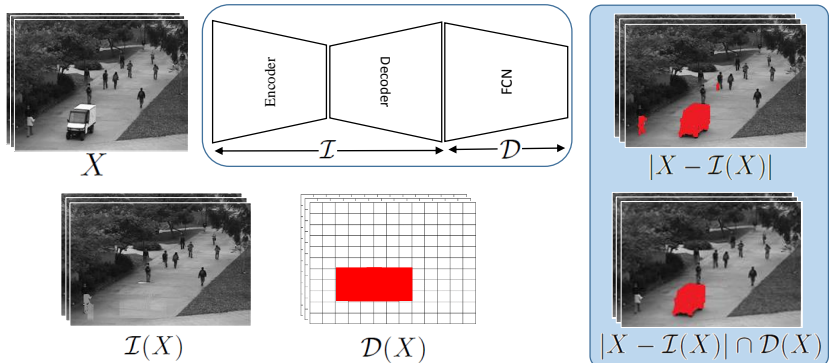 Encoder
Decoder
FCN
I
D
X
|X − I(X)|
I(X)
D(X)
|X − I(X)| ∩ D(X)